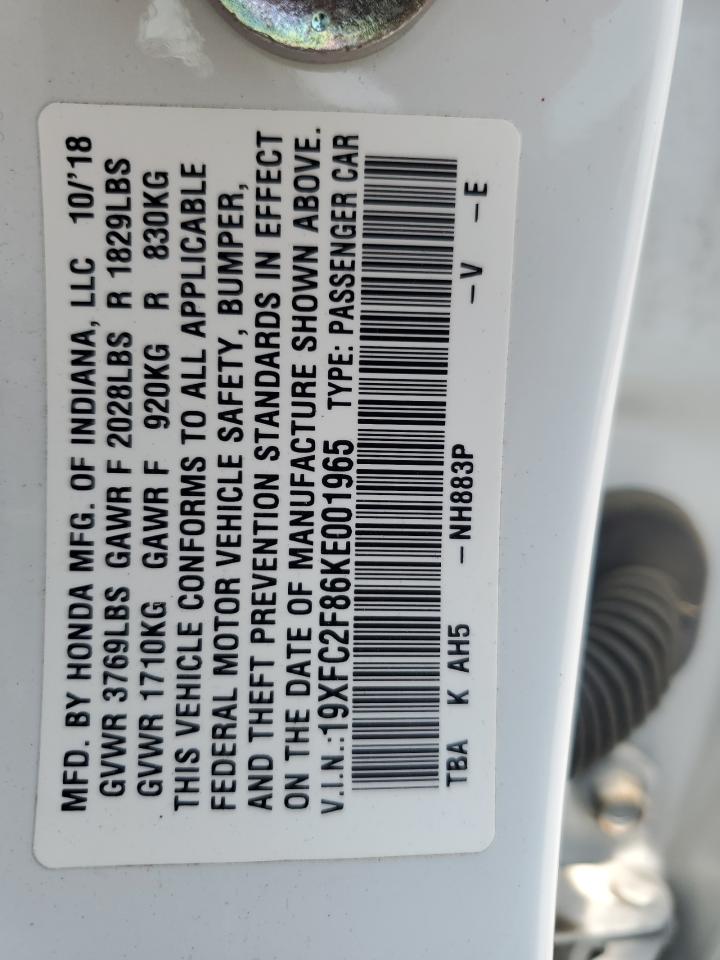 MFD. BY HONDA MFG. OF INDIANA, LLC 10/'18
GVWR 3769LBS GAWR F 2028LBS R 1829LBS
GVWR 1710KG GAWR F 920KG R 830KG
THIS VEHICLE CONFORMS TO ALL APPLICABLE
FEDERAL MOTOR VEHICLE SAFETY, BUMPER,
AND THEFT PREVENTION STANDARDS IN EFFECT
ON THE DATE OF MANUFACTURE SHOWN ABOVE.
V.I.N.:19XFC2F86KE001965 TYPE: PASSENGER CAR
TBA K AH5 -NH883P -V -E